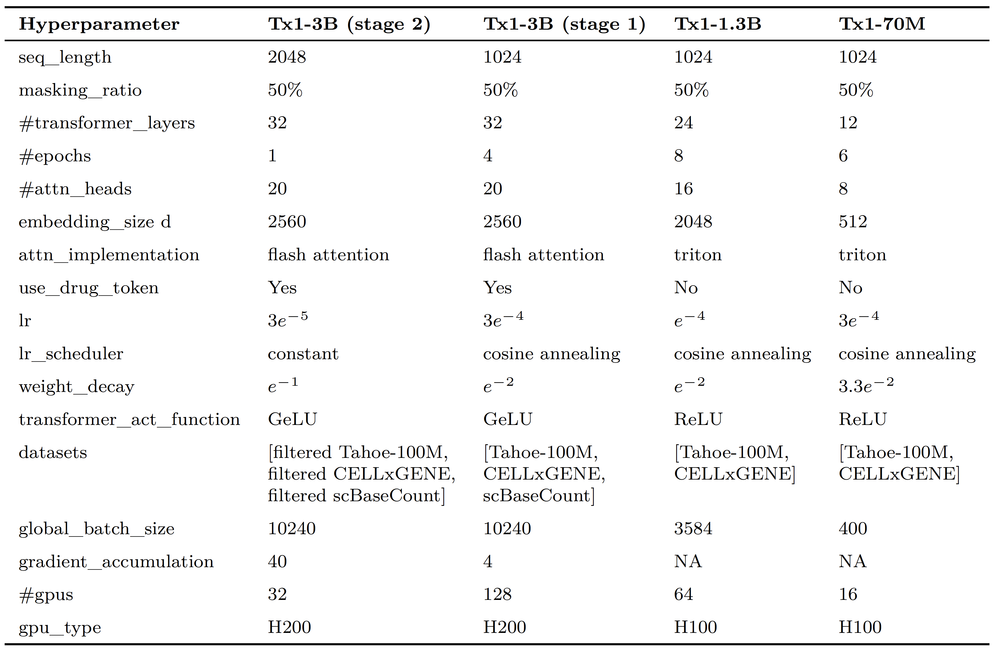 Hyperparameter Tx1-3B (stage 2) Tx1-3B (stage 1) Tx1-1.3B Tx1-70M
seq_length 2048 1024 1024 1024
masking_ratio 50% 50% 50% 50%
#transformer_layers 32 32 24 12
#epochs 1 4 8 6
#attn_heads 20 20 16 8
embedding_size d 2560 2560 2048 512
attn_implementation flash attention flash attention triton triton
use_drug_token Yes Yes No No
lr 3e⁻⁵ 3e⁻⁴ e⁻⁴ 3e⁻⁴
lr_scheduler constant cosine annealing cosine annealing cosine annealing
weight_decay e⁻¹ e⁻² e⁻² 3.3e⁻²
transformer_act_function GeLU GeLU ReLU ReLU
datasets [filtered Tahoe-100M, [Tahoe-100M, [Tahoe-100M, [Tahoe-100M,
filtered CELLxGENE, CELLxGENE, CELLxGENE] CELLxGENE]
filtered scBaseCount] scBaseCount]
global_batch_size 10240 10240 3584 400
gradient_accumulation 40 4 NA NA
#gpus 32 128 64 16
gpu_type H200 H200 H100 H100